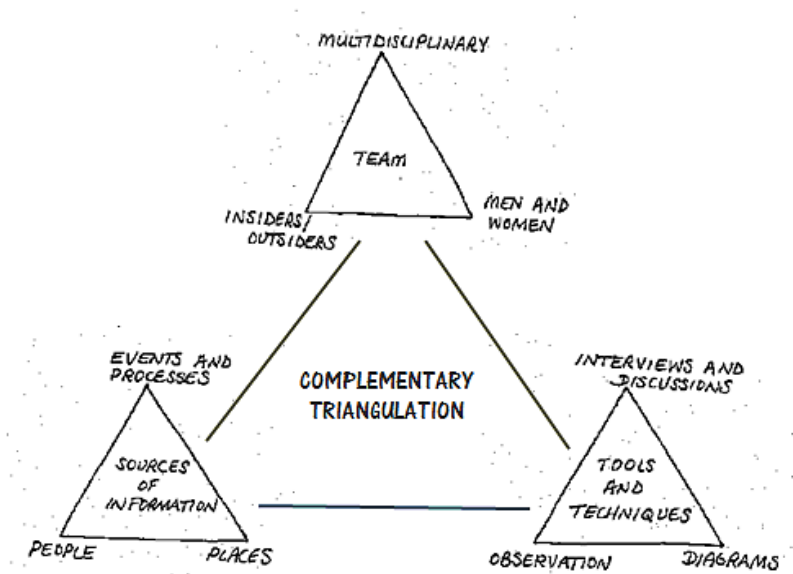 MULTIDISCIPLINARY
TEAM
INSIDERS/
OUTSIDERS
MEN AND
WOMEN
EVENTS AND
PROCESSES
SOURCES
OF
INFORMATION
PEOPLE
PLACES
COMPLEMENTARY
TRIANGULATION
INTERVIEWS AND
DISCUSSIONS
TOOLS
AND
TECHNIQUES
OBSERVATION
DIAGRAMS